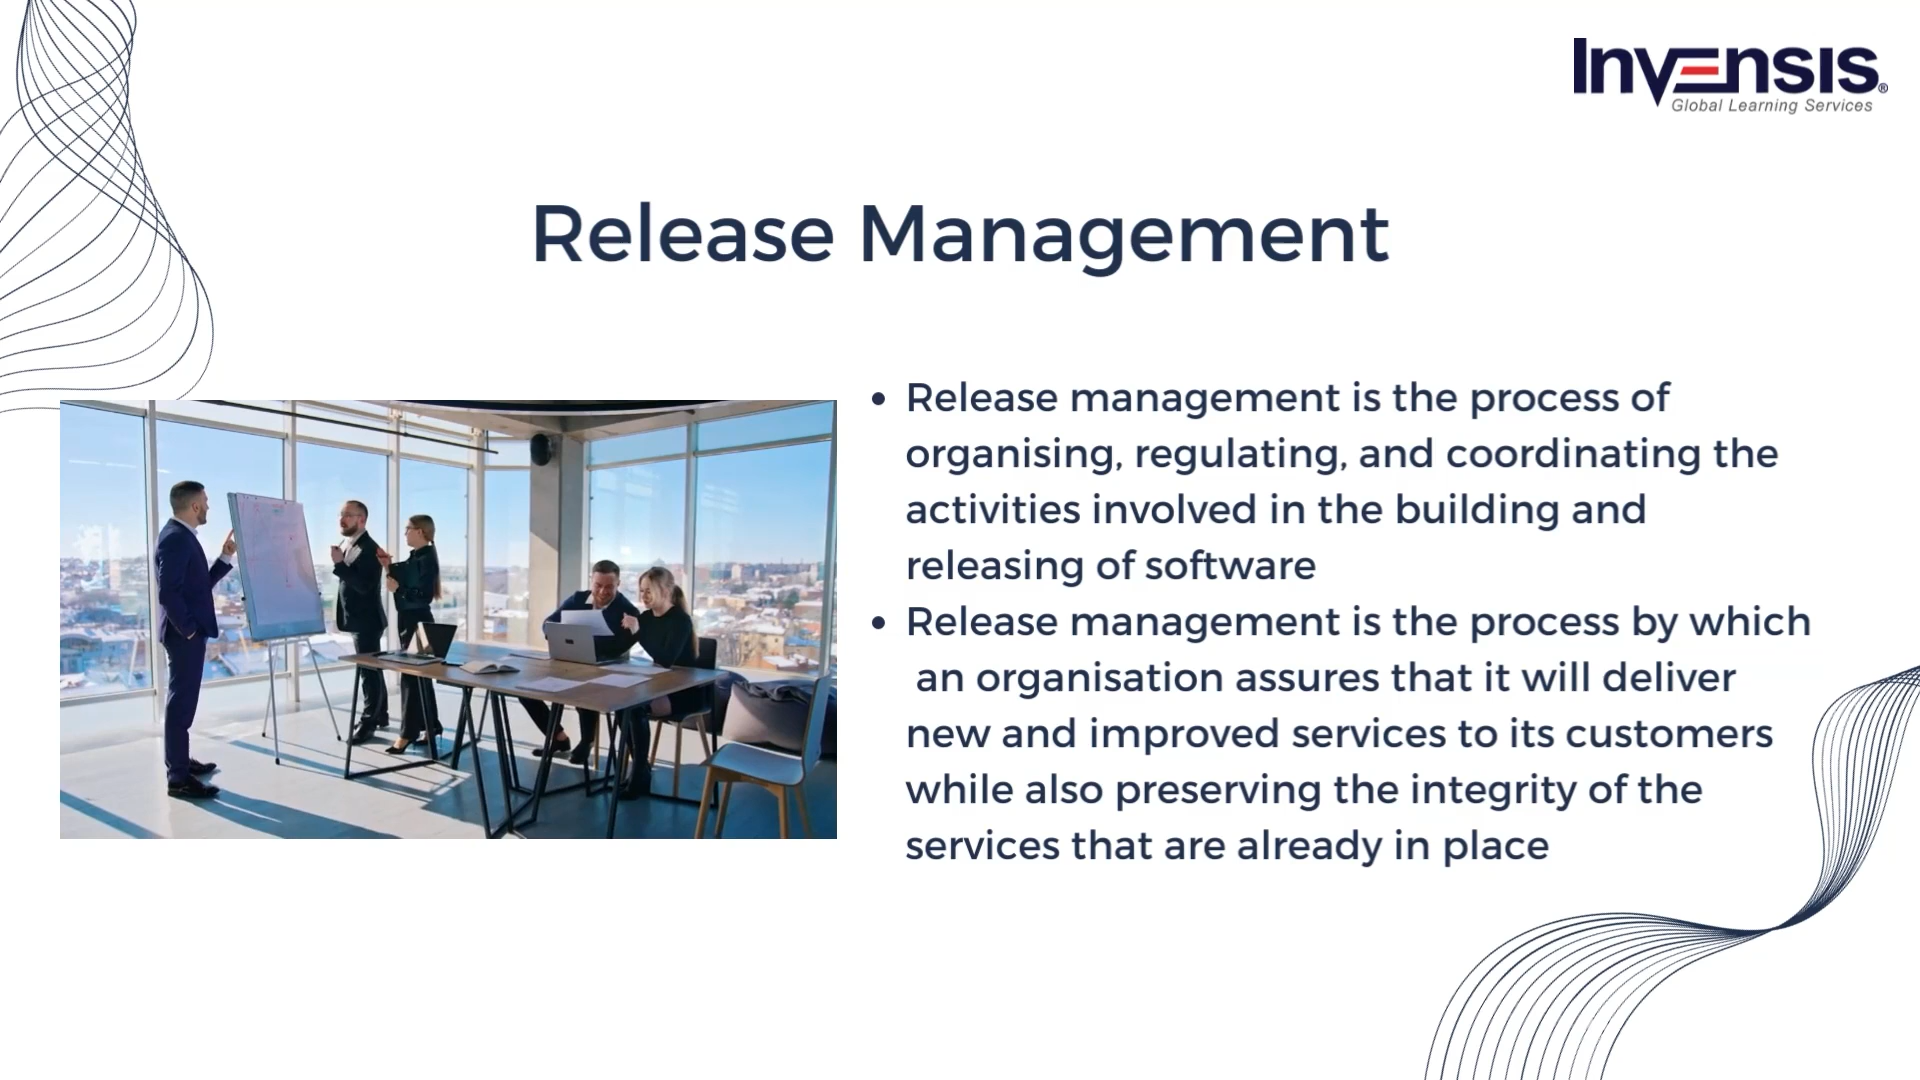 Invensis®
Global Learning Services
Release Management
• Release management is the process of
organising, regulating, and coordinating the
activities involved in the building and
releasing of software
• Release management is the process by which
an organisation assures that it will deliver
new and improved services to its customers
while also preserving the integrity of the
services that are already in place